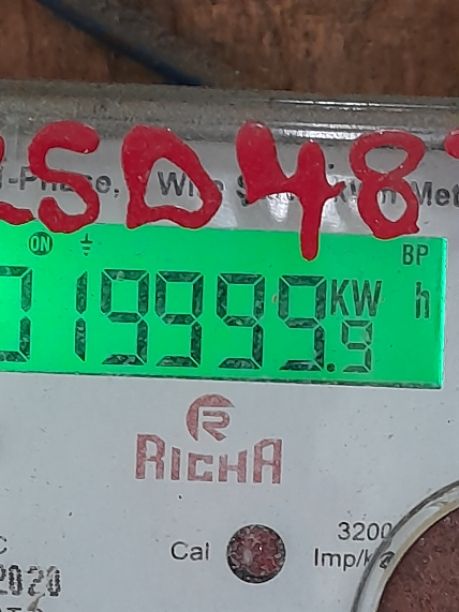 SD48
-Phase, Wire
ON BP
019999.9 KW h
R
RICHA
3200
Cal Imp/k
2020